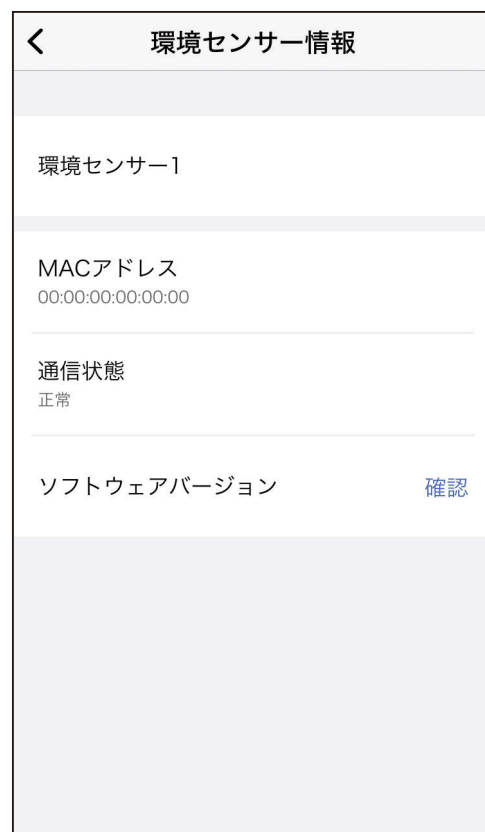 環境センサー情報
環境センサー1
MACアドレス
00:00:00:00:00:00
通信状態
正常
ソフトウェアバージョン 確認